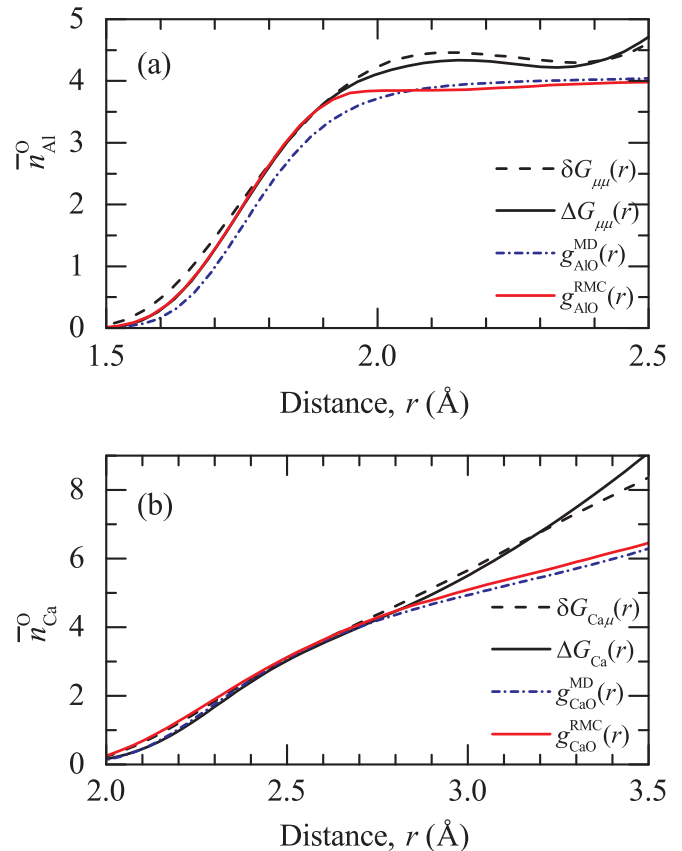 5
(a)
4
3
n̅ᴼ_Al
2
1
0
δG_μμ(r)
ΔG_μμ(r)
g^MD_AlO(r)
g^RMC_AlO(r)
1.5 2.0 2.5
Distance, r (Å)
8
(b)
6
n̅ᴼ_Ca
4
2
0
δG_Caμ(r)
ΔG_Ca(r)
g^MD_CaO(r)
g^RMC_CaO(r)
2.0 2.5 3.0 3.5
Distance, r (Å)